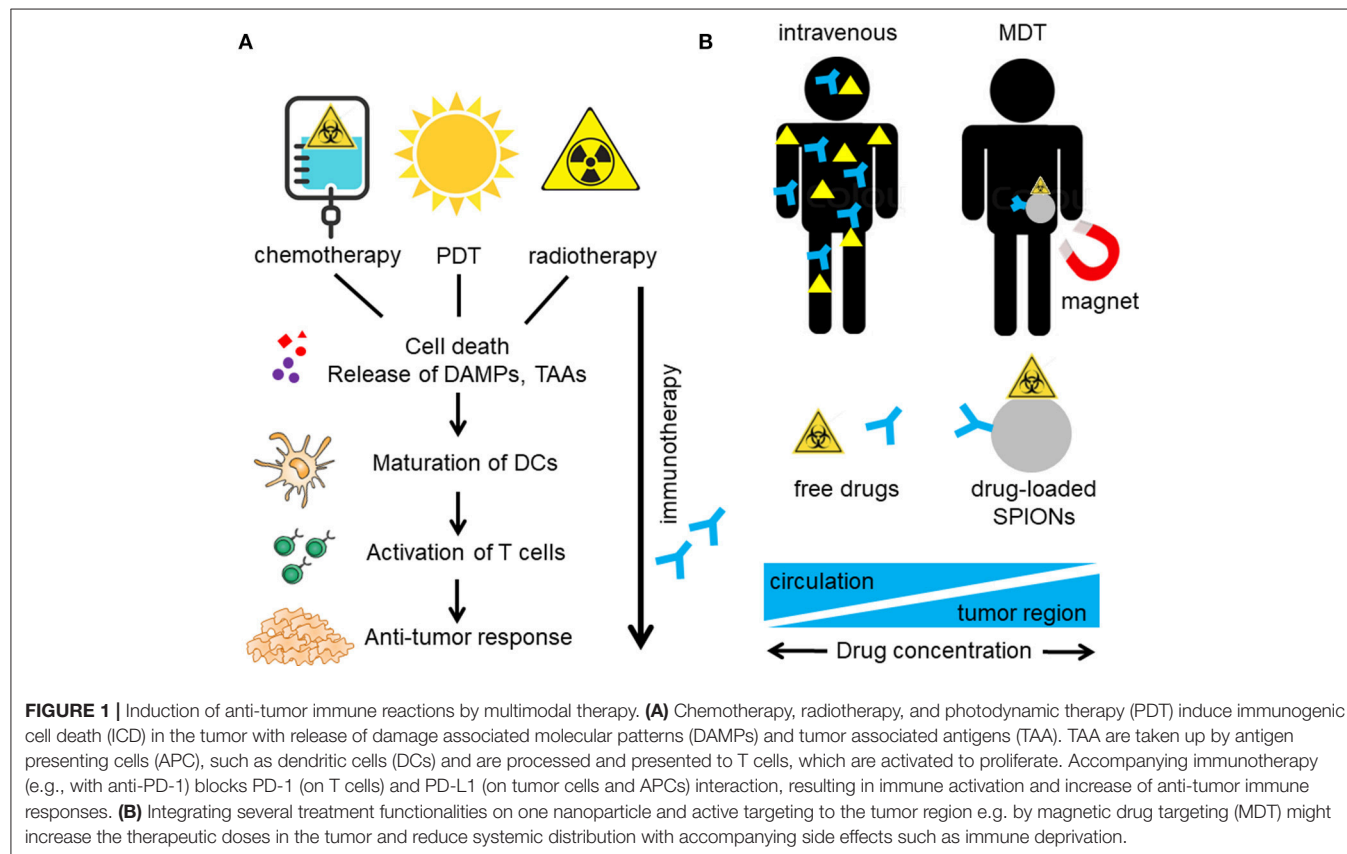 A
chemotherapy
PDT
radiotherapy
Cell death
Release of DAMPs, TAAs
Maturation of DCs
Activation of T cells
Anti-tumor response
immunotherapy
B
intravenous
MDT
magnet
free drugs
drug-loaded
SPIONs
circulation
tumor region
Drug concentration
FIGURE 1 | Induction of anti-tumor immune reactions by multimodal therapy. (A) Chemotherapy, radiotherapy, and photodynamic therapy (PDT) induce immunogenic
cell death (ICD) in the tumor with release of damage associated molecular patterns (DAMPs) and tumor associated antigens (TAA). TAA are taken up by antigen
presenting cells (APC), such as dendritic cells (DCs) and are processed and presented to T cells, which are activated to proliferate. Accompanying immunotherapy
(e.g., with anti-PD-1) blocks PD-1 (on T cells) and PD-L1 (on tumor cells and APCs) interaction, resulting in immune activation and increase of anti-tumor immune
responses. (B) Integrating several treatment functionalities on one nanoparticle and active targeting to the tumor region e.g. by magnetic drug targeting (MDT) might
increase the therapeutic doses in the tumor and reduce systemic distribution with accompanying side effects such as immune deprivation.